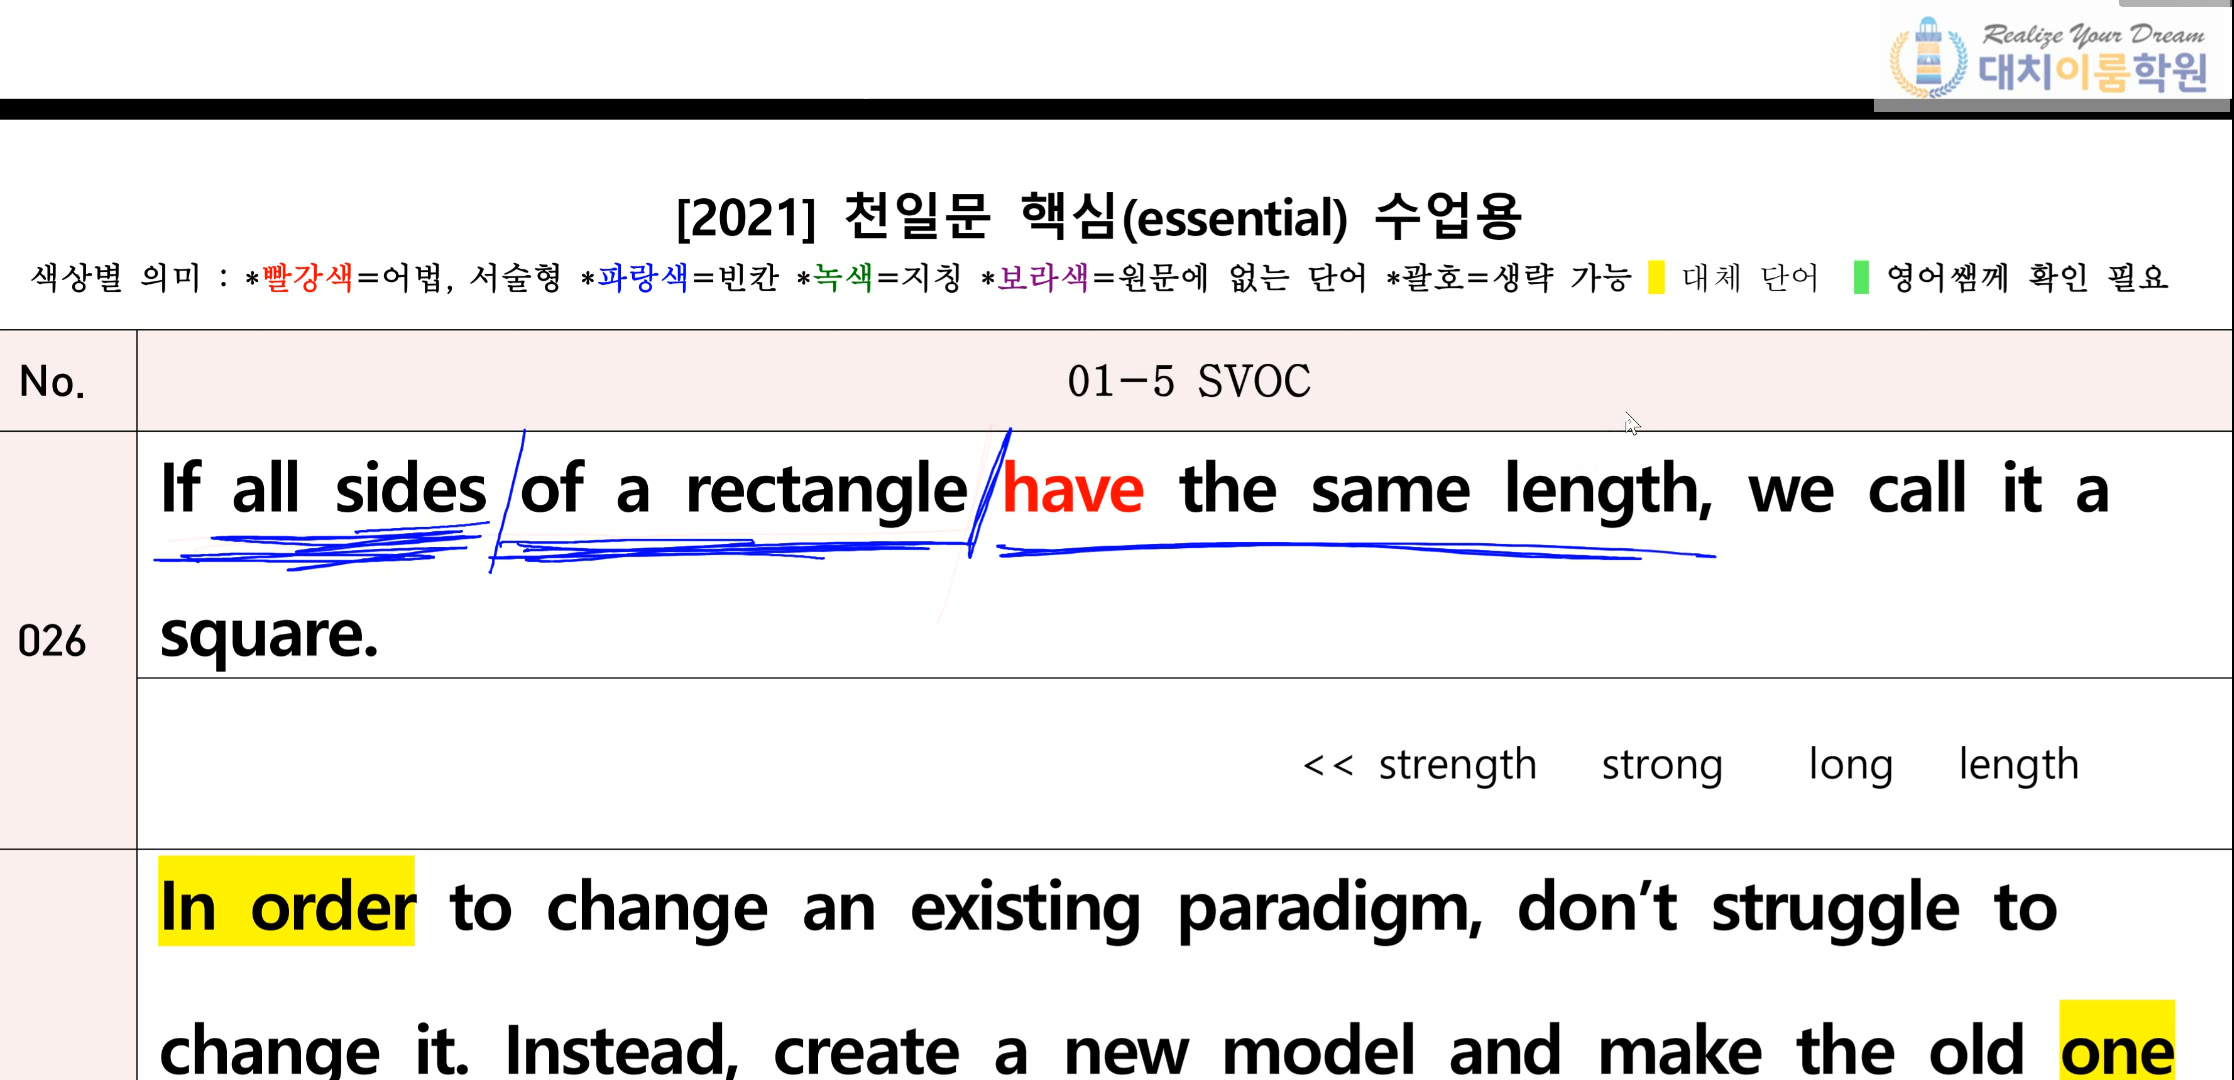 Realize Your Dream
대치이룸학원
[2021] 천일문 핵심(essential) 수업용
색상별 의미 : *빨강색=어법, 서술형 *파랑색=빈칸 *녹색=지칭 *보라색=원문에 없는 단어 *괄호=생략 가능 대체 단어 영어쌤께 확인 필요
No. 01-5 SVOC
If all sides of a rectangle have the same length, we call it a
026
square.
<< strength strong long length
In order to change an existing paradigm, don't struggle to
change it. Instead, create a new model and make the old one